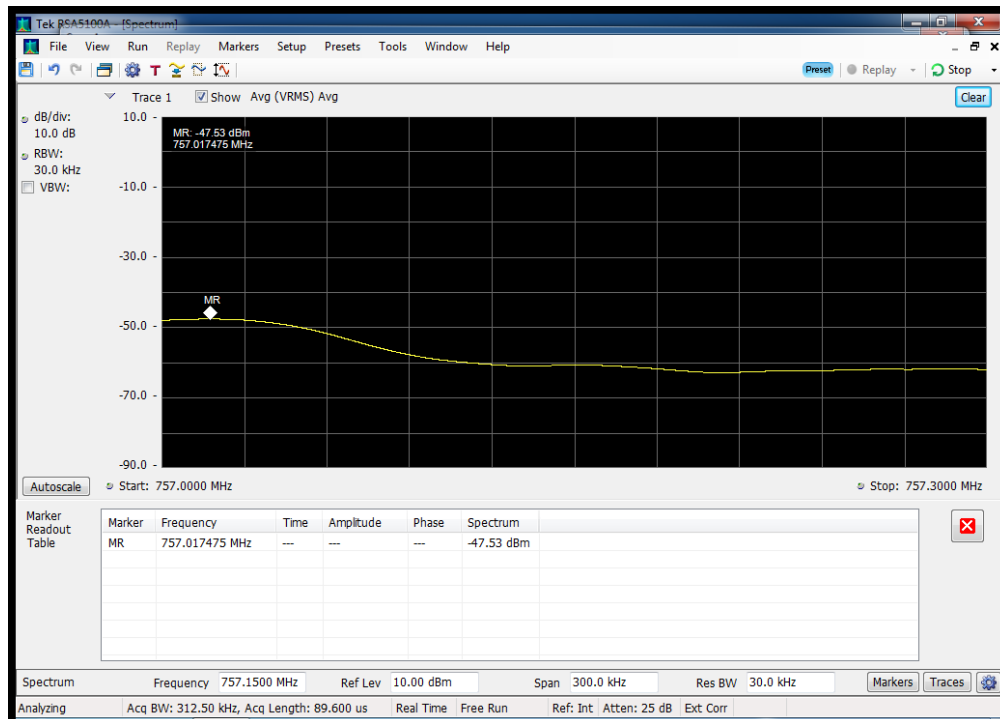 Tek RSA5100A - [Spectrum]
File View Run Replay Markers Setup Presets Tools Window Help
T Preset Replay Stop
Trace 1 Show Avg (VRMS) Avg Clear
dB/div: 10.0
10.0 dB
MR: -47.53 dBm
757.017475 MHz
RBW:
30.0 kHz
VBW: -10.0
-30.0
MR
-50.0
-70.0
-90.0
Autoscale Start: 757.0000 MHz Stop: 757.3000 MHz
Marker Readout Table
Marker Frequency Time Amplitude Phase Spectrum
MR 757.017475 MHz --- --- --- -47.53 dBm
Spectrum Frequency 757.1500 MHz Ref Lev 10.00 dBm Span 300.0 kHz Res BW 30.0 kHz Markers Traces
Analyzing Acq BW: 312.50 kHz, Acq Length: 89.600 us Real Time Free Run Ref: Int Atten: 25 dB Ext Corr